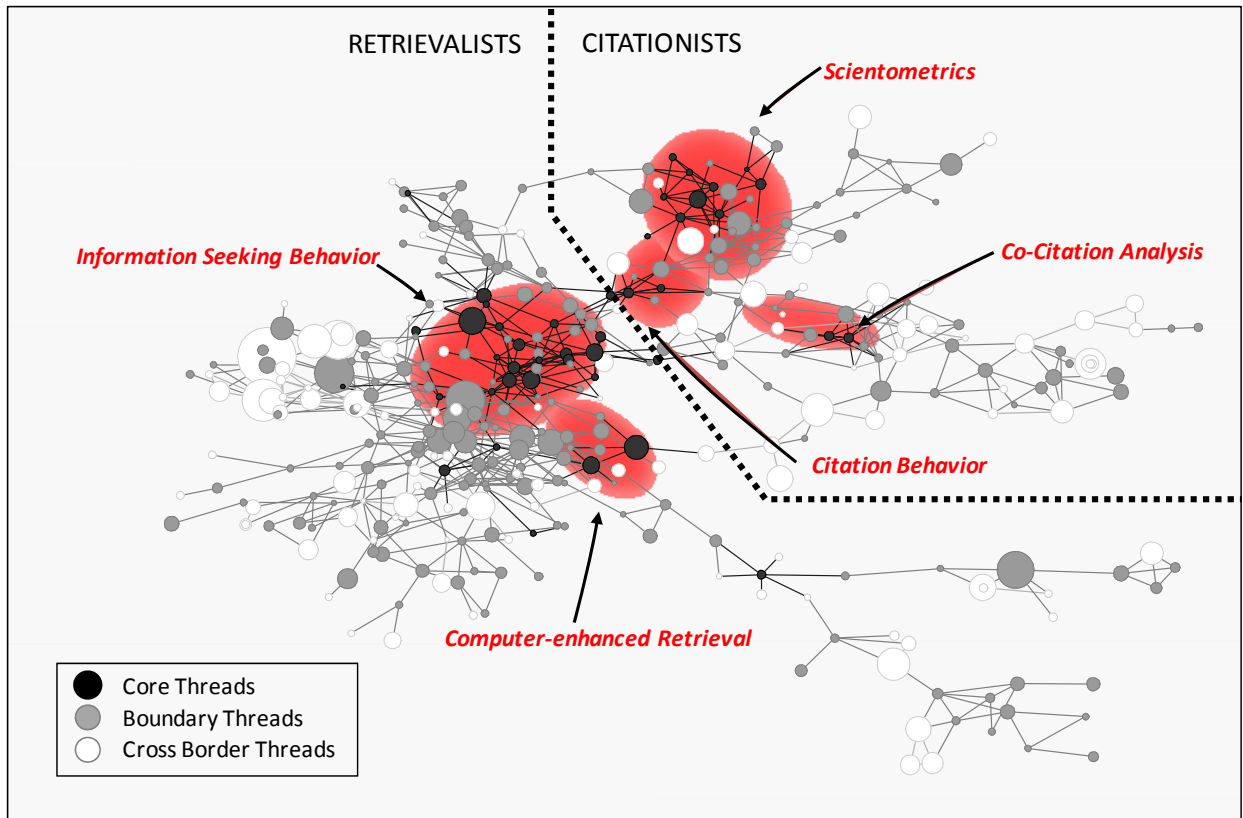 RETRIEVALISTS
CITATIONISTS
Scientometrics
Information Seeking Behavior
Co-Citation Analysis
Citation Behavior
Computer-enhanced Retrieval
Core Threads
Boundary Threads
Cross Border Threads